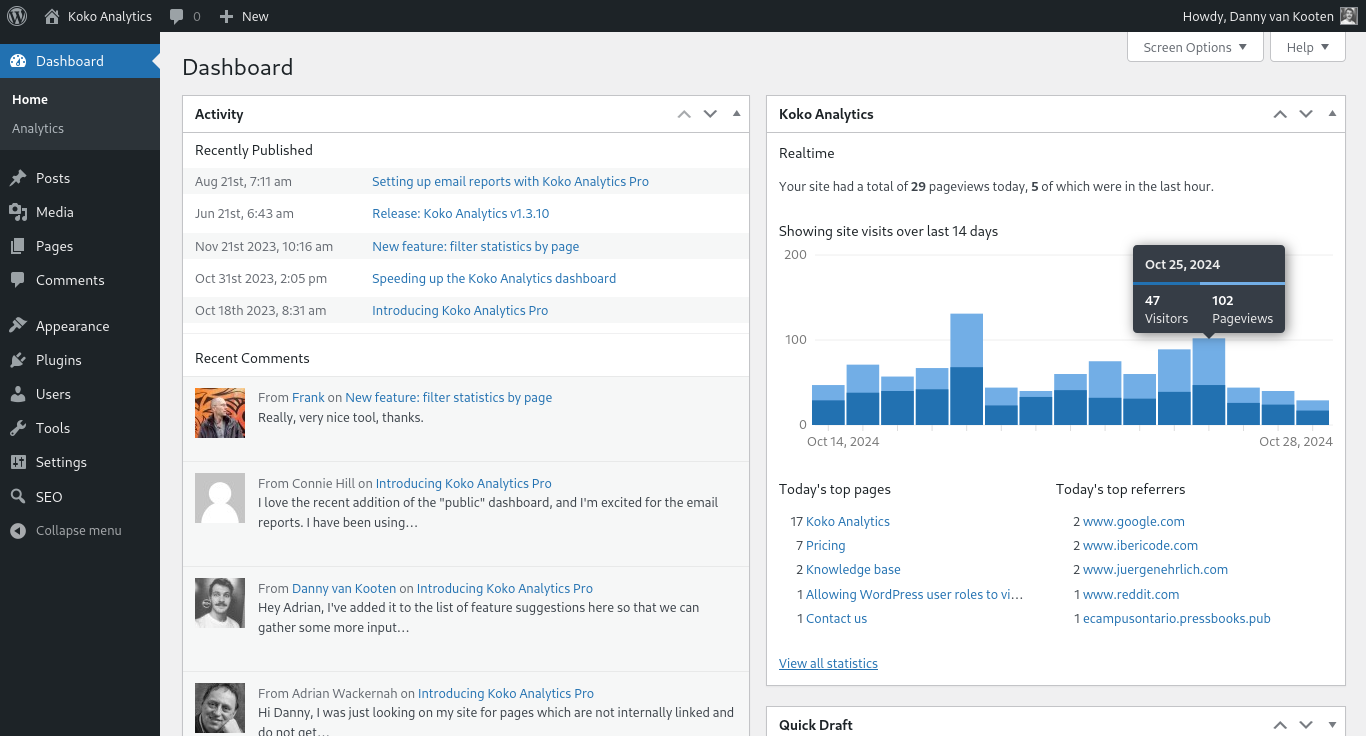 Koko Analytics
0
New
Howdy, Danny van Kooten
Dashboard
Home
Analytics
Posts
Media
Pages
Comments
Appearance
Plugins
Users
Tools
Settings
SEO
Collapse menu
Screen Options
Help
Dashboard
Activity
Recently Published
Aug 21st, 7:11 am Setting up email reports with Koko Analytics Pro
Jun 21st, 6:43 am Release: Koko Analytics v1.3.10
Nov 21st 2023, 10:16 am New feature: filter statistics by page
Oct 31st 2023, 2:05 pm Speeding up the Koko Analytics dashboard
Oct 18th 2023, 8:31 am Introducing Koko Analytics Pro
Recent Comments
From Frank on New feature: filter statistics by page
Really, very nice tool, thanks.
From Connie Hill on Introducing Koko Analytics Pro
I love the recent addition of the "public" dashboard, and I'm excited for the email
reports. I have been using…
From Danny van Kooten on Introducing Koko Analytics Pro
Hey Adrian, I've added it to the list of feature suggestions here so that we can
gather some more input…
From Adrian Wackernah on Introducing Koko Analytics Pro
Hi Danny, I was just looking on my site for pages which are not internally linked and
do not get…
Koko Analytics
Realtime
Your site had a total of 29 pageviews today, 5 of which were in the last hour.
Showing site visits over last 14 days
200
100
0
Oct 25, 2024
47 102
Visitors Pageviews
Oct 14, 2024 Oct 28, 2024
Today's top pages
17 Koko Analytics
7 Pricing
2 Knowledge base
1 Allowing WordPress user roles to vi…
1 Contact us
Today's top referrers
2 www.google.com
2 www.ibericode.com
2 www.juergenehrlich.com
1 www.reddit.com
1 ecampusontario.pressbooks.pub
View all statistics
Quick Draft